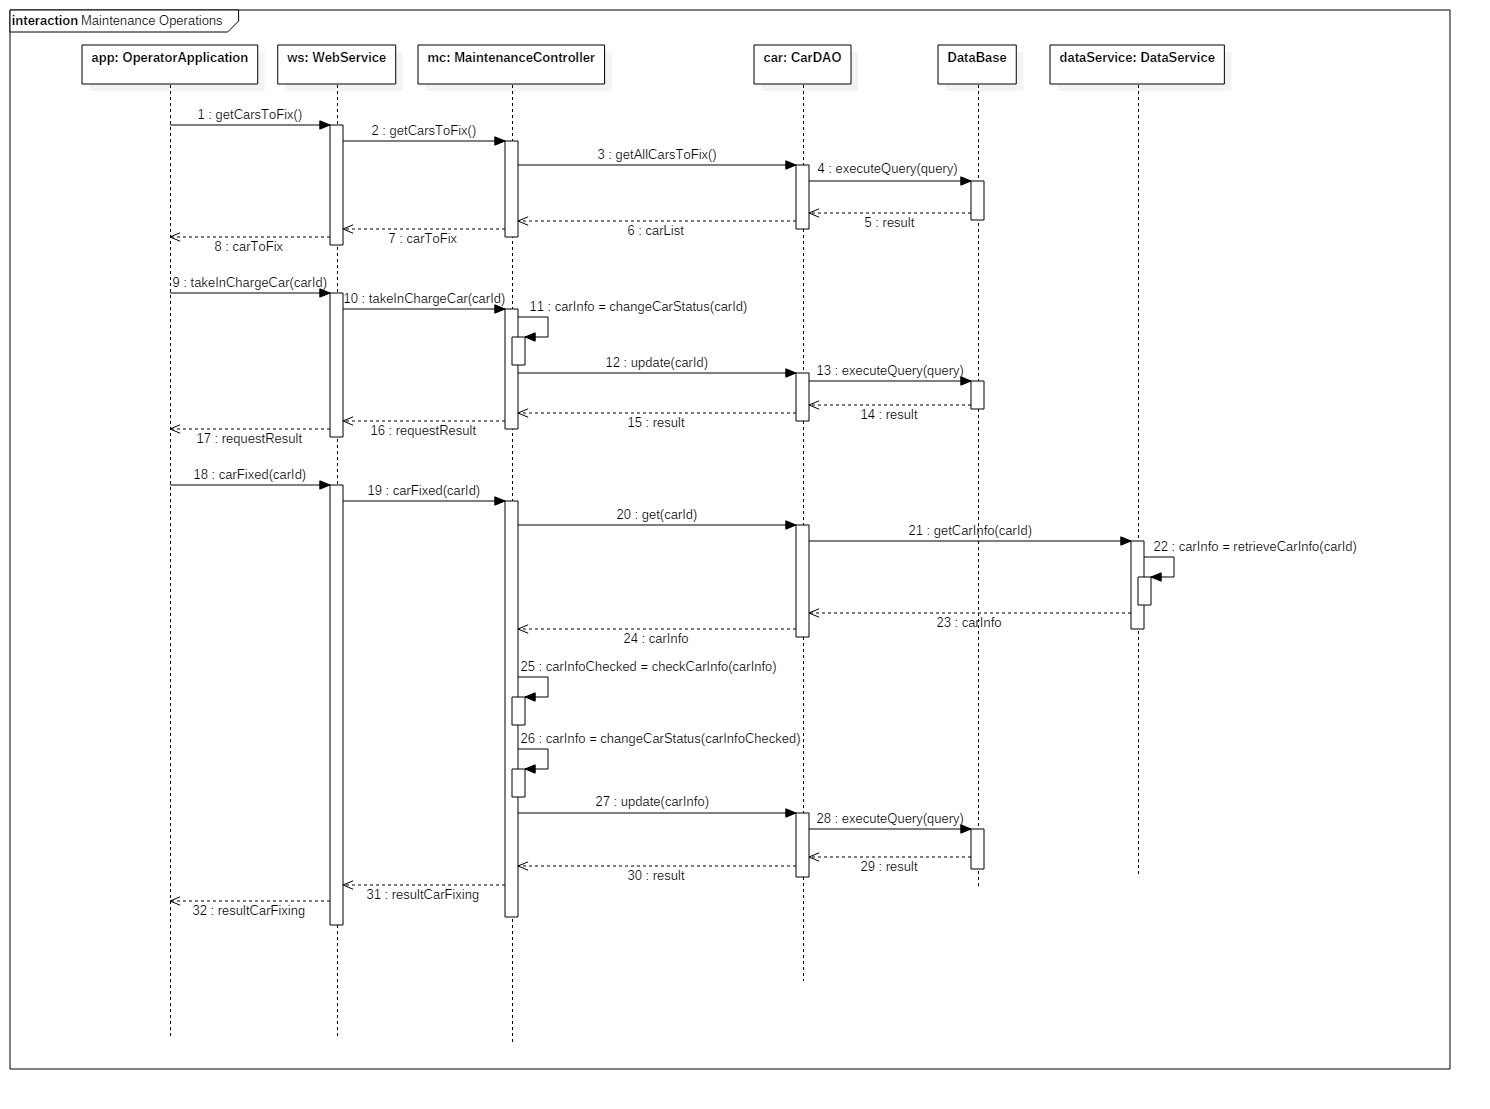 interaction Maintenance Operations
app: OperatorApplication
ws: WebService
mc: MaintenanceController
car: CarDAO
DataBase
dataService: DataService
1 : getCarsToFix()
2 : getCarsToFix()
3 : getAllCarsToFix()
4 : executeQuery(query)
5 : result
6 : carList
7 : carToFix
8 : carToFix
9 : takeInChargeCar(carId)
10 : takeInChargeCar(carId)
11 : carInfo = changeCarStatus(carId)
12 : update(carId)
13 : executeQuery(query)
14 : result
15 : result
16 : requestResult
17 : requestResult
18 : carFixed(carId)
19 : carFixed(carId)
20 : get(carId)
21 : getCarInfo(carId)
22 : carInfo = retrieveCarInfo(carId)
23 : carInfo
24 : carInfo
25 : carInfoChecked = checkCarInfo(carInfo)
26 : carInfo = changeCarStatus(carInfoChecked)
27 : update(carInfo)
28 : executeQuery(query)
29 : result
30 : result
31 : resultCarFixing
32 : resultCarFixing